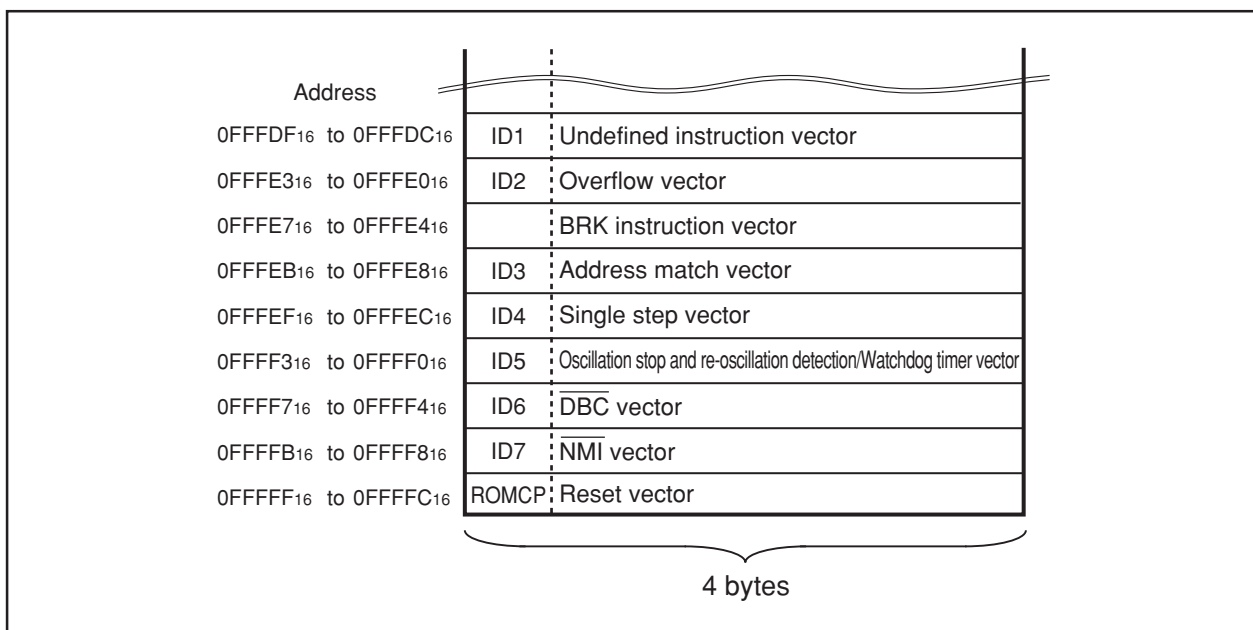 Address
0FFFDF16 to 0FFFDC16 ID1 Undefined instruction vector
0FFFE316 to 0FFFE016 ID2 Overflow vector
0FFFE716 to 0FFFE416 BRK instruction vector
0FFFEB16 to 0FFFE816 ID3 Address match vector
0FFFEF16 to 0FFFEC16 ID4 Single step vector
0FFFF316 to 0FFFF016 ID5 Oscillation stop and re-oscillation detection/Watchdog timer vector
0FFFF716 to 0FFFF416 ID6 DBC vector
0FFFFB16 to 0FFFF816 ID7 NMI vector
0FFFFF16 to 0FFFFC16 ROMCP Reset vector
4 bytes